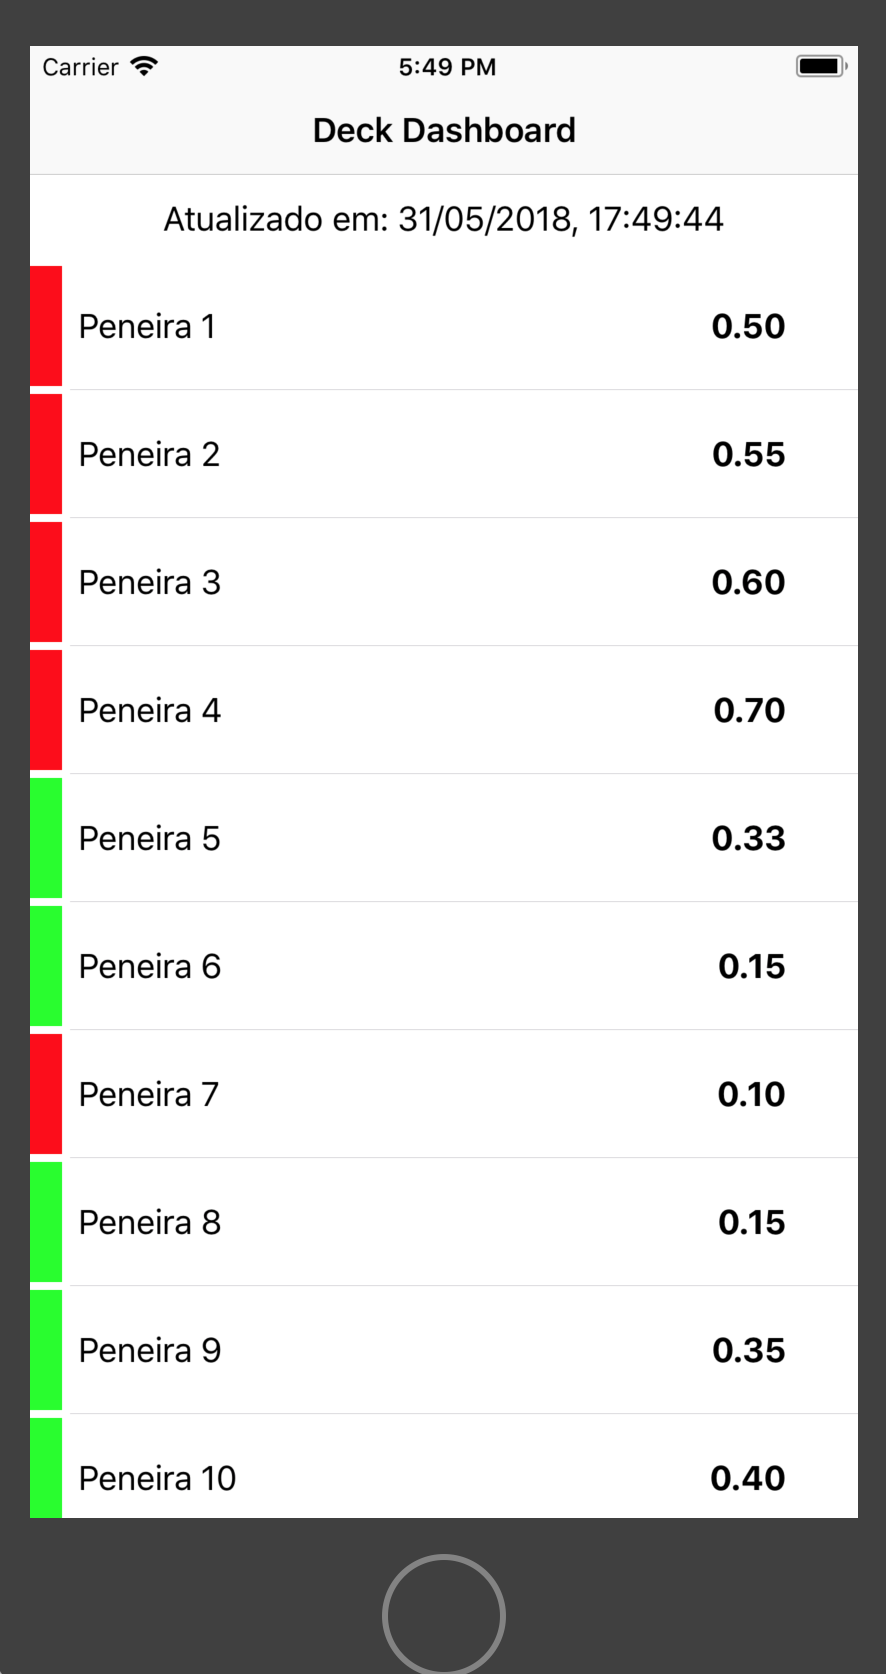 Carrier 5:49 PM
Deck Dashboard
Atualizado em: 31/05/2018, 17:49:44
Peneira 1 0.50
Peneira 2 0.55
Peneira 3 0.60
Peneira 4 0.70
Peneira 5 0.33
Peneira 6 0.15
Peneira 7 0.10
Peneira 8 0.15
Peneira 9 0.35
Peneira 10 0.40